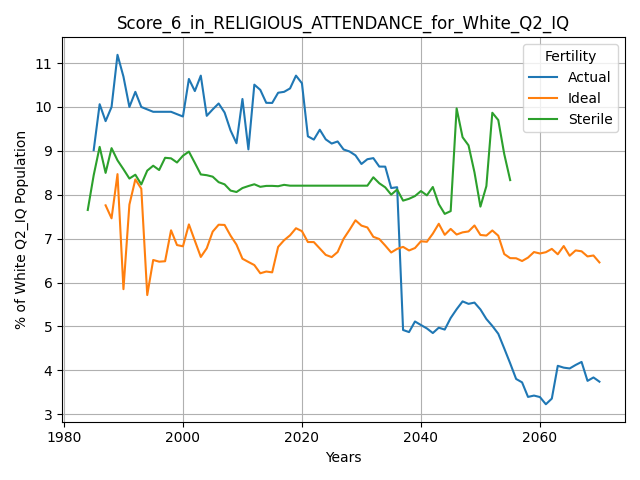 Score_6_in_RELIGIOUS_ATTENDANCE_for_White_Q2_IQ
% of White Q2_IQ Population
11
10
9
8
7
6
5
4
3
Fertility
Actual
Ideal
Sterile
1980
2000
2020
2040
2060
Years